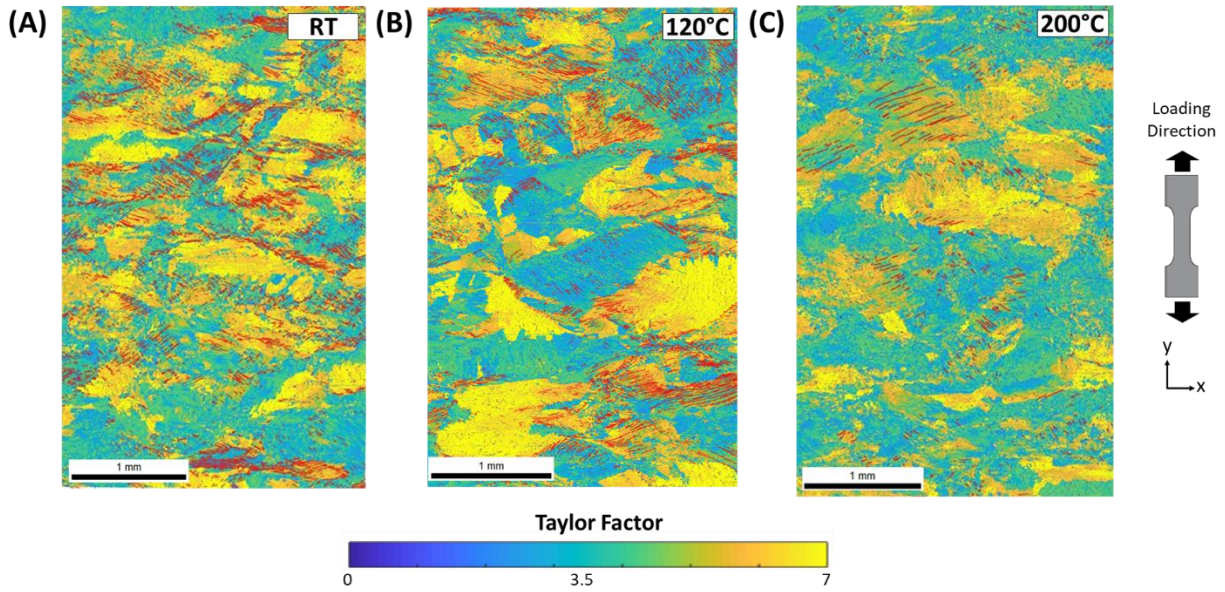 (A)
RT
(B)
120°C
(C)
200°C
Loading
Direction
y
x
1 mm
1 mm
1 mm
Taylor Factor
0
3.5
7